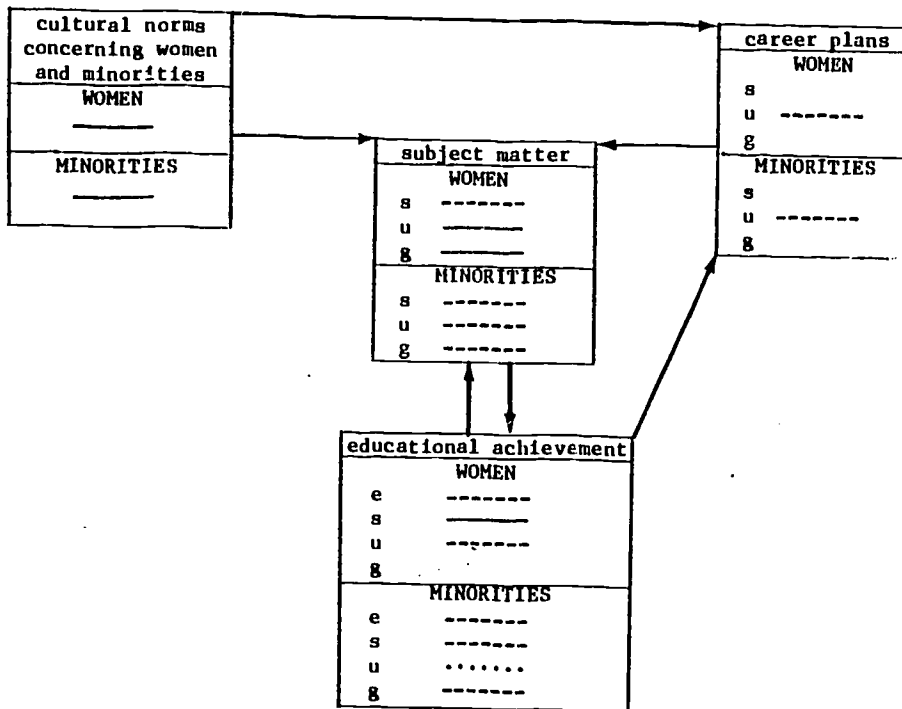 cultural norms
concerning women
and minorities
WOMEN
MINORITIES
career plans
WOMEN
s
u -------
g
MINORITIES
s
u -------
g
subject matter
WOMEN
s -------
u
g
MINORITIES
s -------
u -------
g -------
educational achievement
WOMEN
e -------
s
u -------
g
MINORITIES
e -------
s -------
u .......
g -------